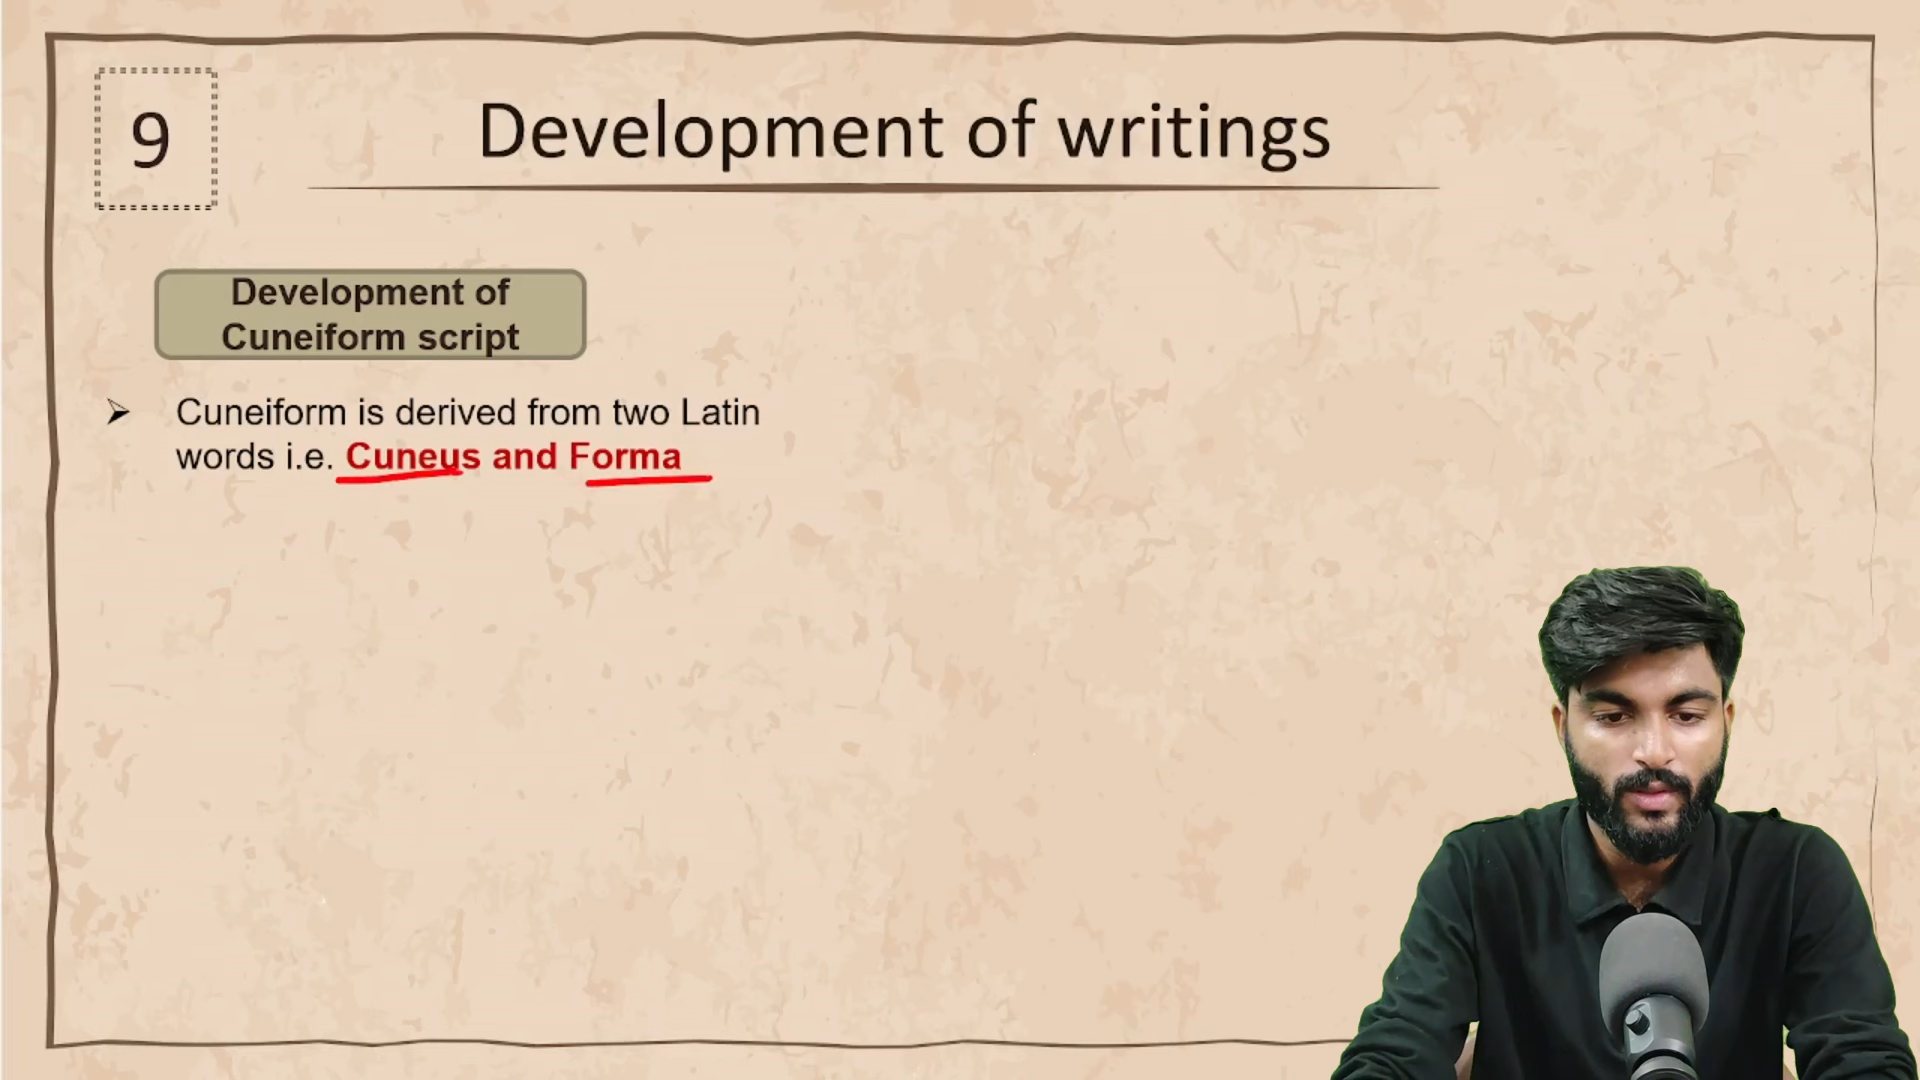 9
Development of writings
Development of
Cuneiform script
➢ Cuneiform is derived from two Latin
words i.e. Cuneus and Forma